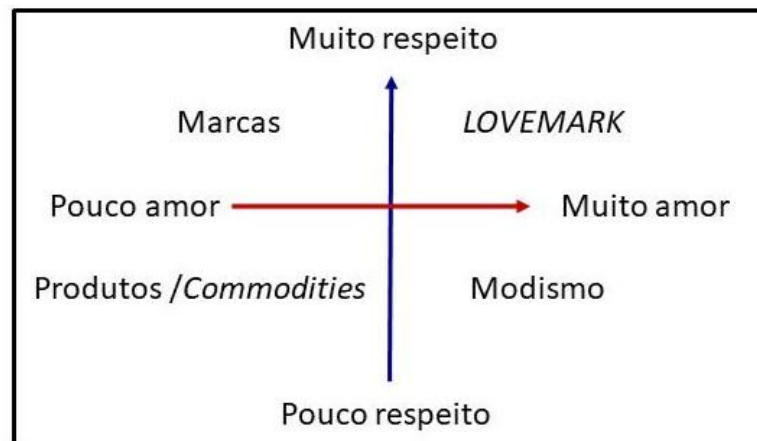 Muito respeito
Marcas LOVEMARK
Pouco amor Muito amor
Produtos /Commodities Modismo
Pouco respeito